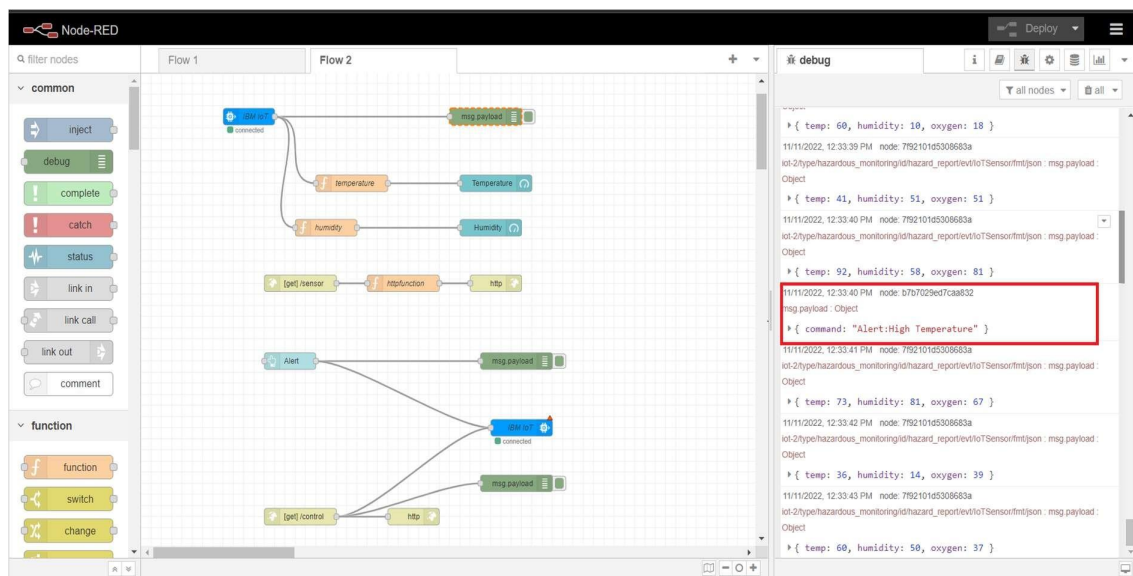 Node-RED
Deploy
filter nodes
common
inject
debug
complete
catch
status
link in
link call
link out
comment
function
function
switch
change
Flow 1
Flow 2
IBM IoT
connected
msg.payload
temperature
Temperature
humidity
Humidity
[get] /sensor
httpfunction
http
Alert
msg.payload
IBM IoT
connected
msg.payload
[get] /control
http
debug
all nodes
all
Object
{ temp: 60, humidity: 10, oxygen: 18 }
11/11/2022, 12:33:39 PM node: 7f92101d5308683a
iot-2/type/hazardous_monitoring/id/hazard_report/evt/IoTSensor/fmt/json : msg.payload :
Object
{ temp: 41, humidity: 51, oxygen: 51 }
11/11/2022, 12:33:40 PM node: 7f92101d5308683a
iot-2/type/hazardous_monitoring/id/hazard_report/evt/IoTSensor/fmt/json : msg.payload :
Object
{ temp: 92, humidity: 58, oxygen: 81 }
11/11/2022, 12:33:40 PM node: b7b7029ed7caa832
msg.payload : Object
{ command: "Alert:High Temperature" }
11/11/2022, 12:33:41 PM node: 7f92101d5308683a
iot-2/type/hazardous_monitoring/id/hazard_report/evt/IoTSensor/fmt/json : msg.payload :
Object
{ temp: 73, humidity: 81, oxygen: 67 }
11/11/2022, 12:33:42 PM node: 7f92101d5308683a
iot-2/type/hazardous_monitoring/id/hazard_report/evt/IoTSensor/fmt/json : msg.payload :
Object
{ temp: 36, humidity: 14, oxygen: 39 }
11/11/2022, 12:33:43 PM node: 7f92101d5308683a
iot-2/type/hazardous_monitoring/id/hazard_report/evt/IoTSensor/fmt/json : msg.payload :
Object
{ temp: 60, humidity: 50, oxygen: 37 }